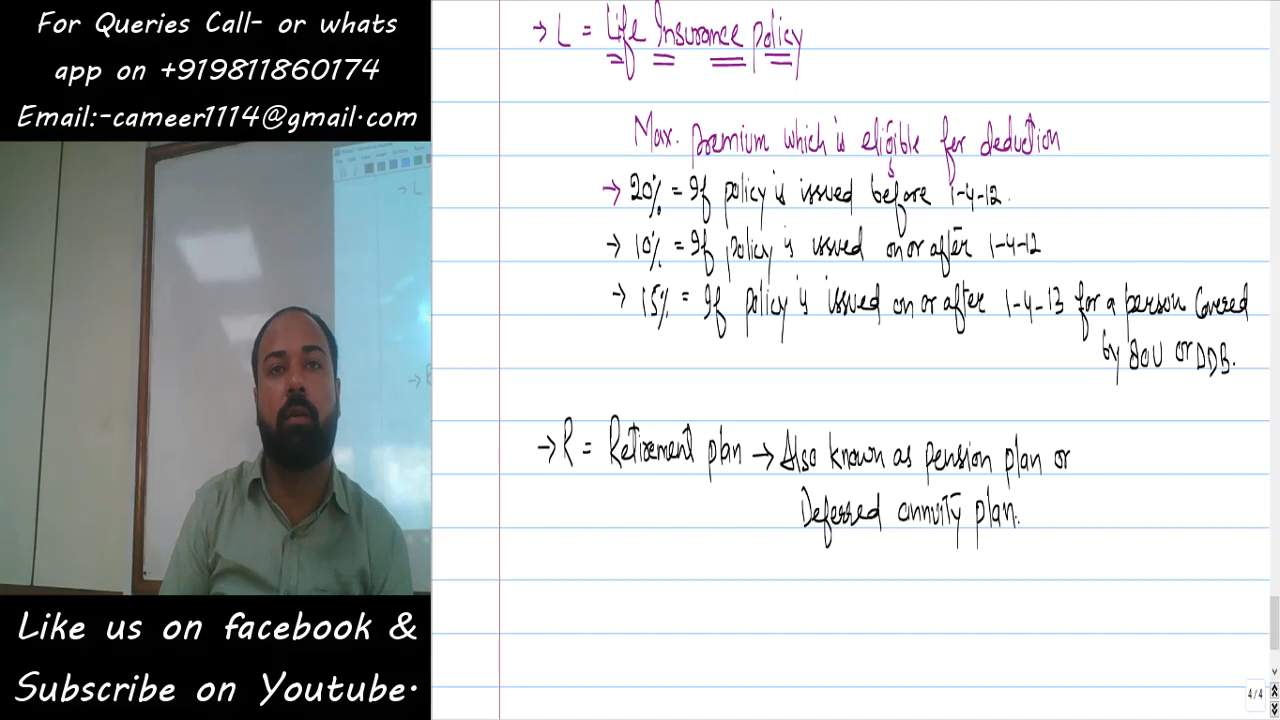 For Queries Call- or whats
app on +919811860174
Email:-cameer1114@gmail.com
Like us on facebook &
Subscribe on Youtube.
→ L = Life Insurance policy
Max. premium which is eligible for deduction
→ 20% = If policy is issued before 1-4-12.
→ 10% = If policy is issued on or after 1-4-12
→ 15% = If policy is issued on or after 1-4-13 for a person Covered
by 80U or DDB.
→ R = Retirement plan → Also known as pension plan or
Deferred annuity plan.
4/4